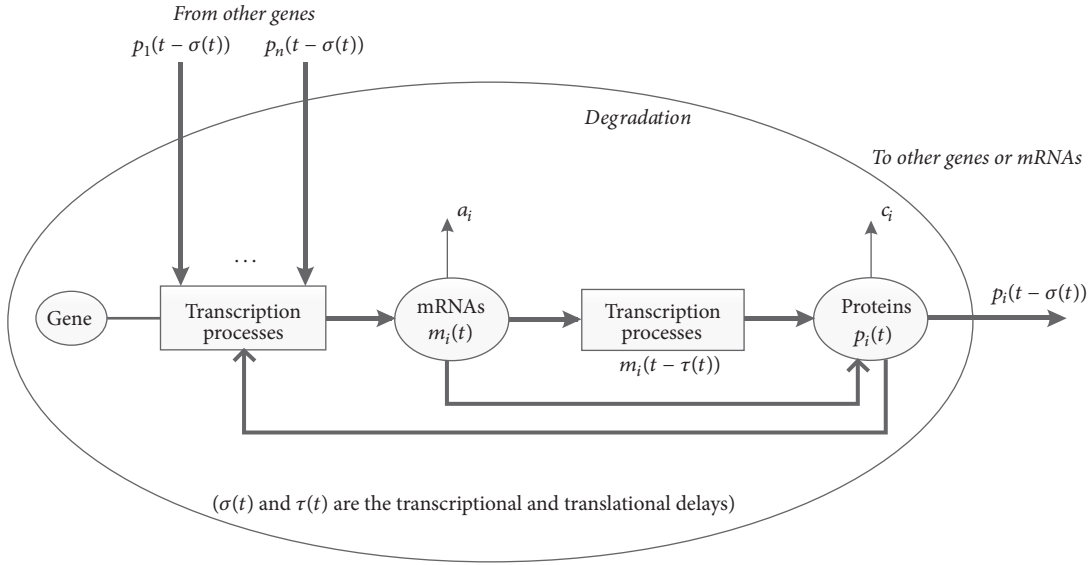 From other genes
p₁(t − σ(t))
pₙ(t − σ(t))
Degradation
To other genes or mRNAs
aᵢ
cᵢ
...
Gene
Transcription
processes
mRNAs
mᵢ(t)
Transcription
processes
mᵢ(t − τ(t))
Proteins
pᵢ(t)
pᵢ(t − σ(t))
(σ(t) and τ(t) are the transcriptional and translational delays)